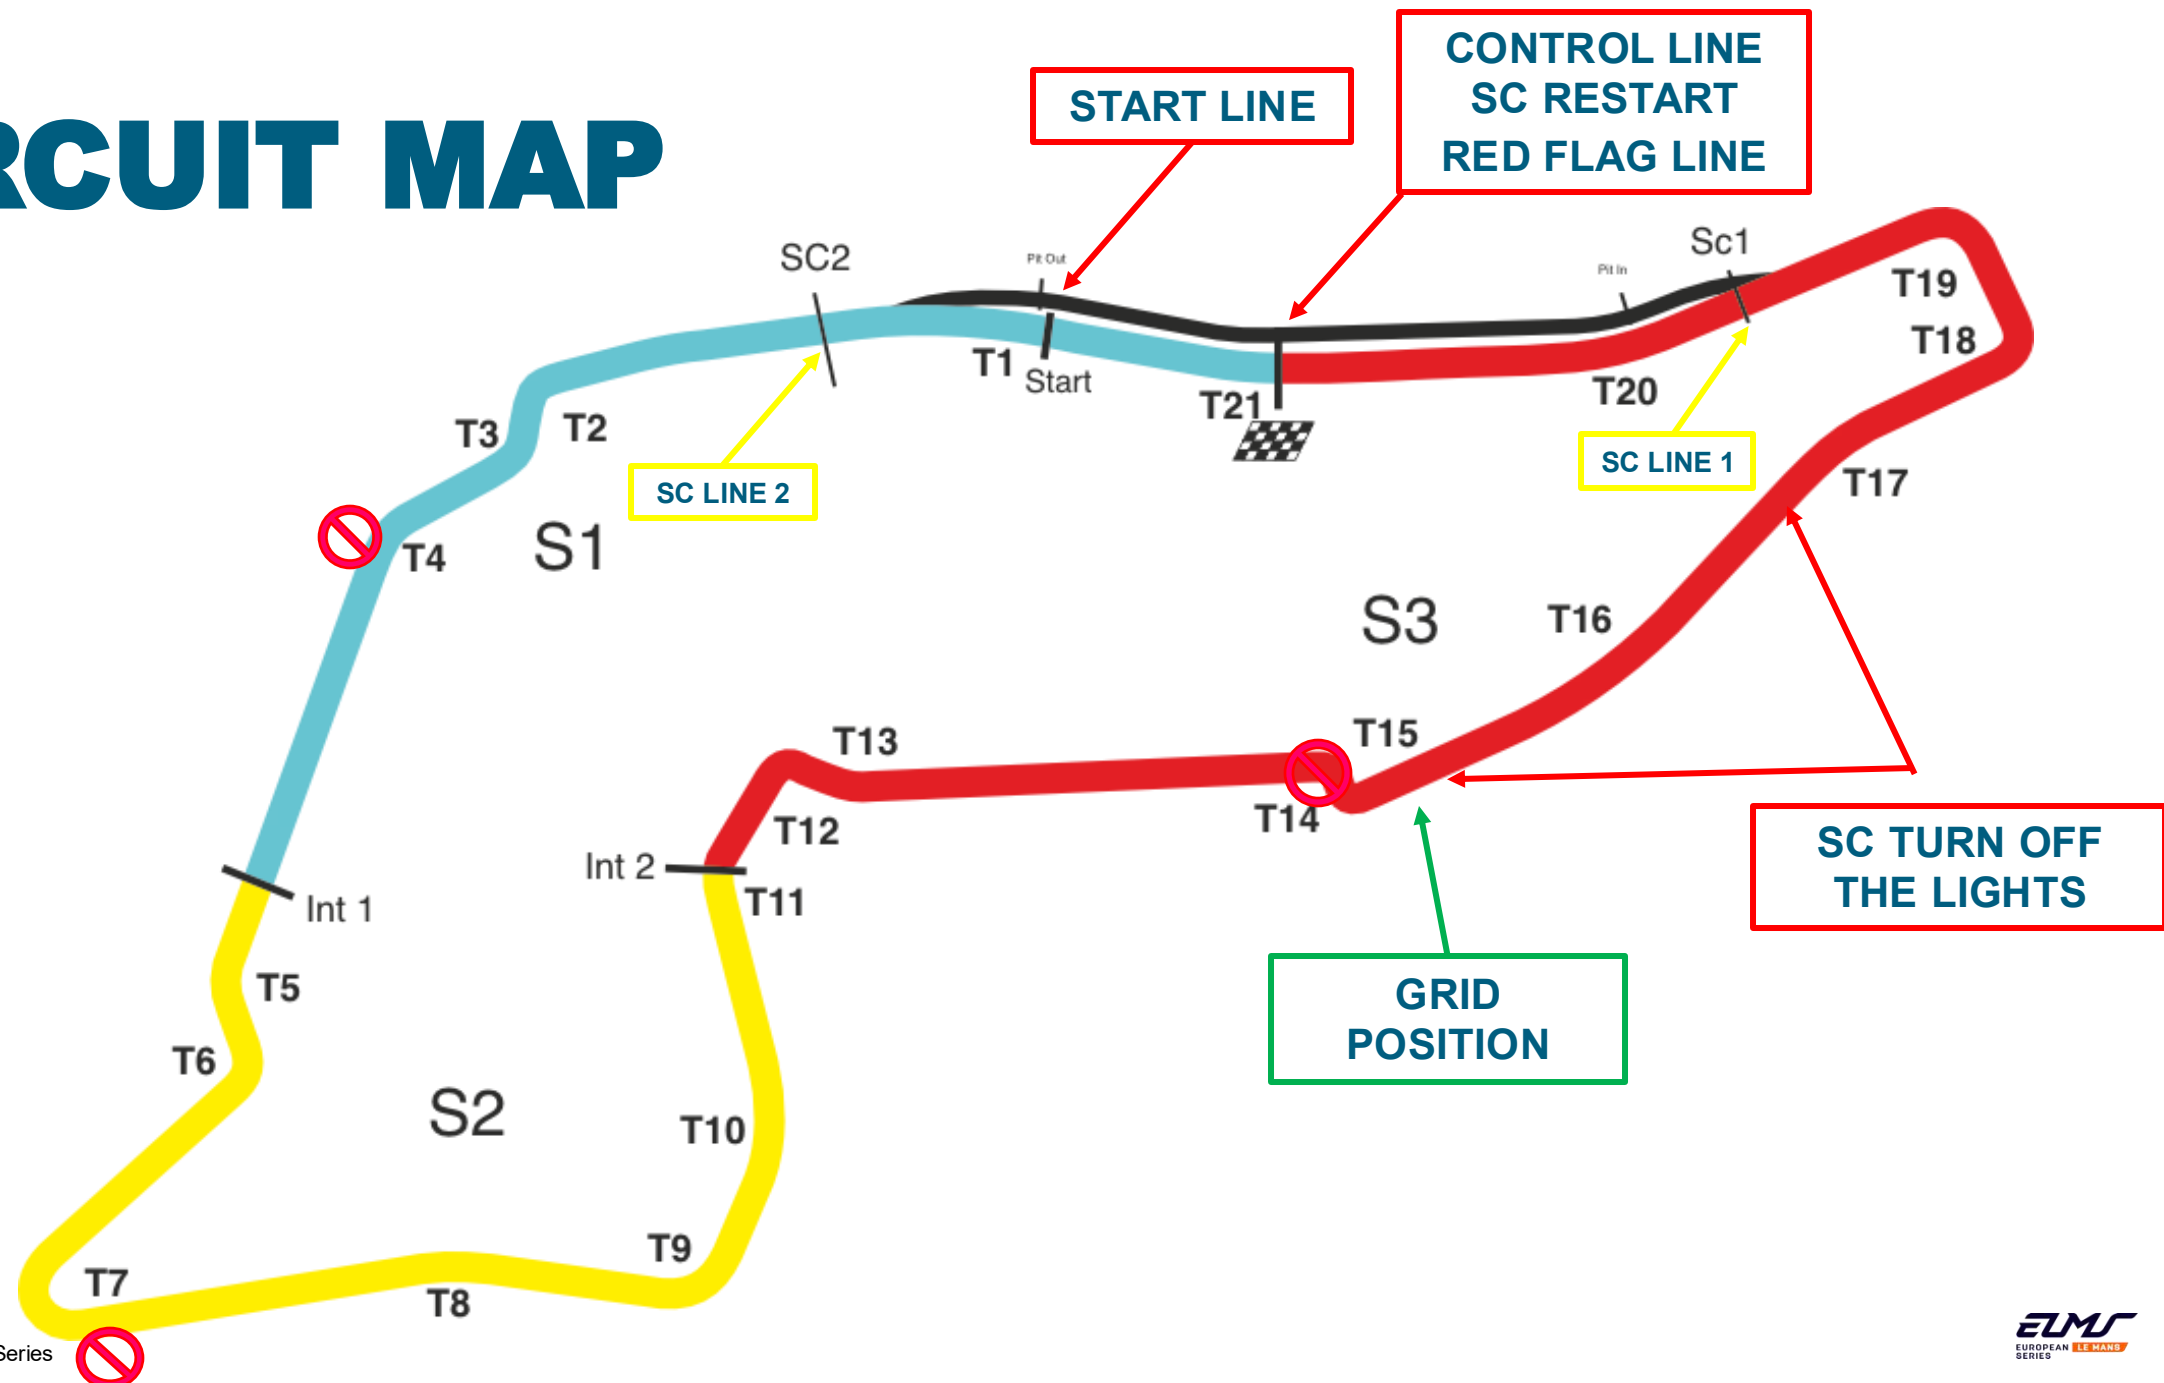 CONTROL LINE
SC RESTART
RED FLAG LINE
START LINE
RCUIT MAP
SC2
Pit Out
Pit In
Sc1
T19
T18
T1
Start
T21
T20
T3
T2
SC LINE 2
SC LINE 1
T17
T4
S1
S3
T16
T15
T13
T14
T12
Int 2
T11
Int 1
SC TURN OFF
THE LIGHTS
GRID
POSITION
T5
T6
S2
T10
T9
T7
T8
Series
ELMS
EUROPEAN LE MANS
SERIES